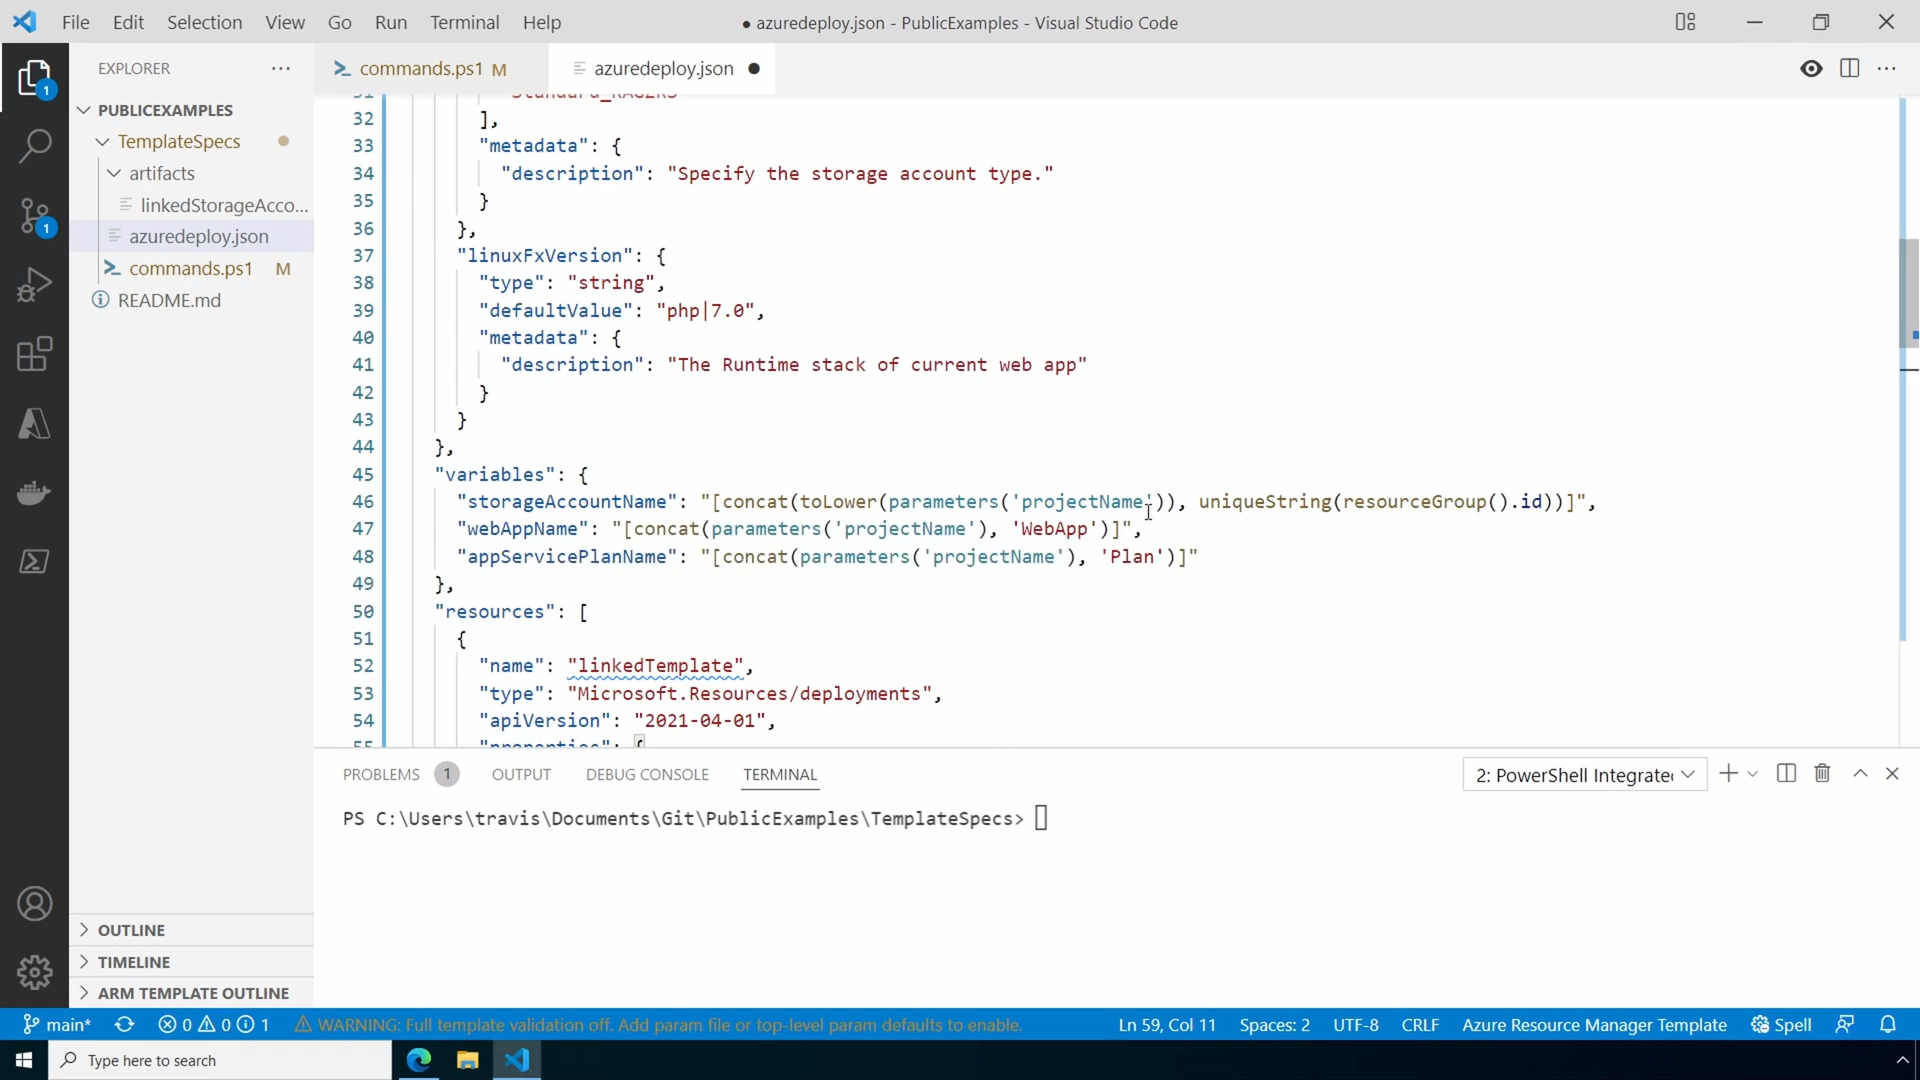 File Edit Selection View Go Run Terminal Help
● azuredeploy.json - PublicExamples - Visual Studio Code
EXPLORER
commands.ps1 M
azuredeploy.json ●
PUBLICEXAMPLES
TemplateSpecs
artifacts
linkedStorageAcco...
azuredeploy.json
commands.ps1 M
README.md
1
1
31 "Standard_RAGZRS"
32 ],
33 "metadata": {
34 "description": "Specify the storage account type."
35 }
36 },
37 "linuxFxVersion": {
38 "type": "string",
39 "defaultValue": "php|7.0",
40 "metadata": {
41 "description": "The Runtime stack of current web app"
42 }
43 }
44 },
45 "variables": {
46 "storageAccountName": "[concat(toLower(parameters('projectName')), uniqueString(resourceGroup().id))]",
47 "webAppName": "[concat(parameters('projectName'), 'WebApp')]",
48 "appServicePlanName": "[concat(parameters('projectName'), 'Plan')]"
49 },
50 "resources": [
51 {
52 "name": "linkedTemplate",
53 "type": "Microsoft.Resources/deployments",
54 "apiVersion": "2021-04-01",
55 "properties": {
PROBLEMS 1 OUTPUT DEBUG CONSOLE TERMINAL
2: PowerShell Integrate
PS C:\Users\travis\Documents\Git\PublicExamples\TemplateSpecs>
OUTLINE
TIMELINE
ARM TEMPLATE OUTLINE
main* 0 0 1 WARNING: Full template validation off. Add param file or top-level param defaults to enable. Ln 59, Col 11 Spaces: 2 UTF-8 CRLF Azure Resource Manager Template Spell
Type here to search